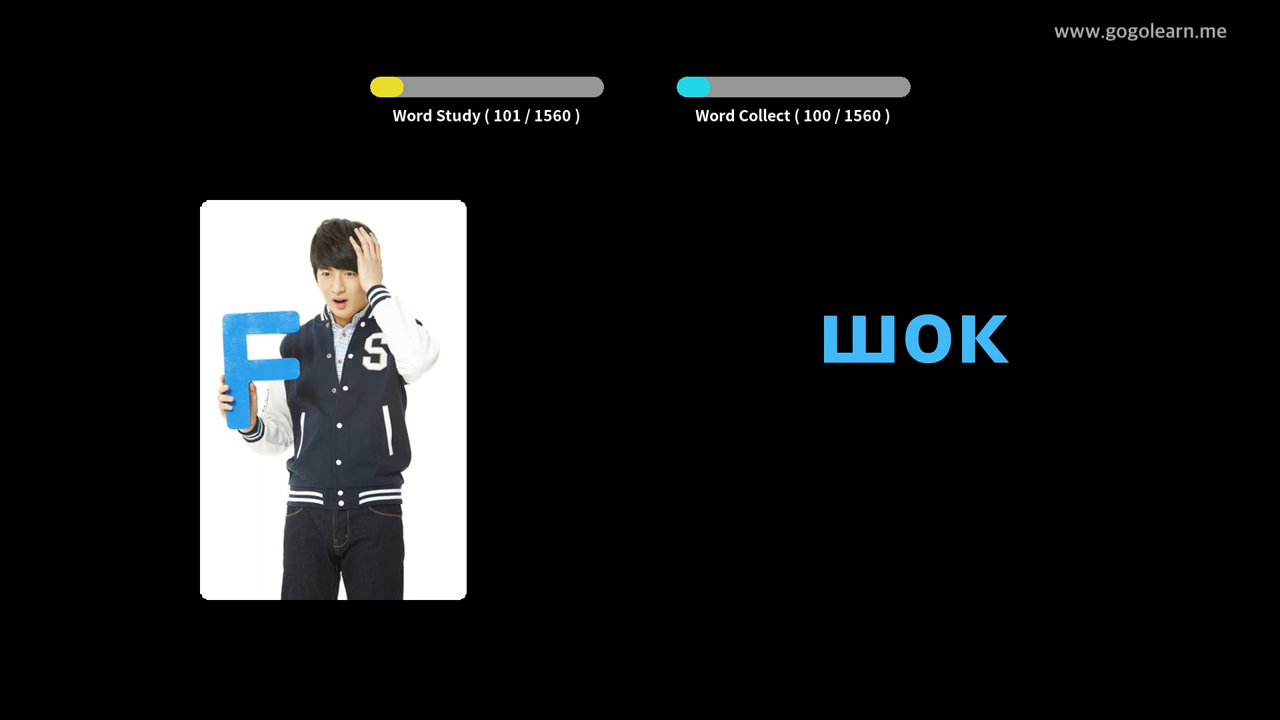 www.gogolearn.me
Word Study ( 101 / 1560 )
Word Collect ( 100 / 1560 )
F
S
шок